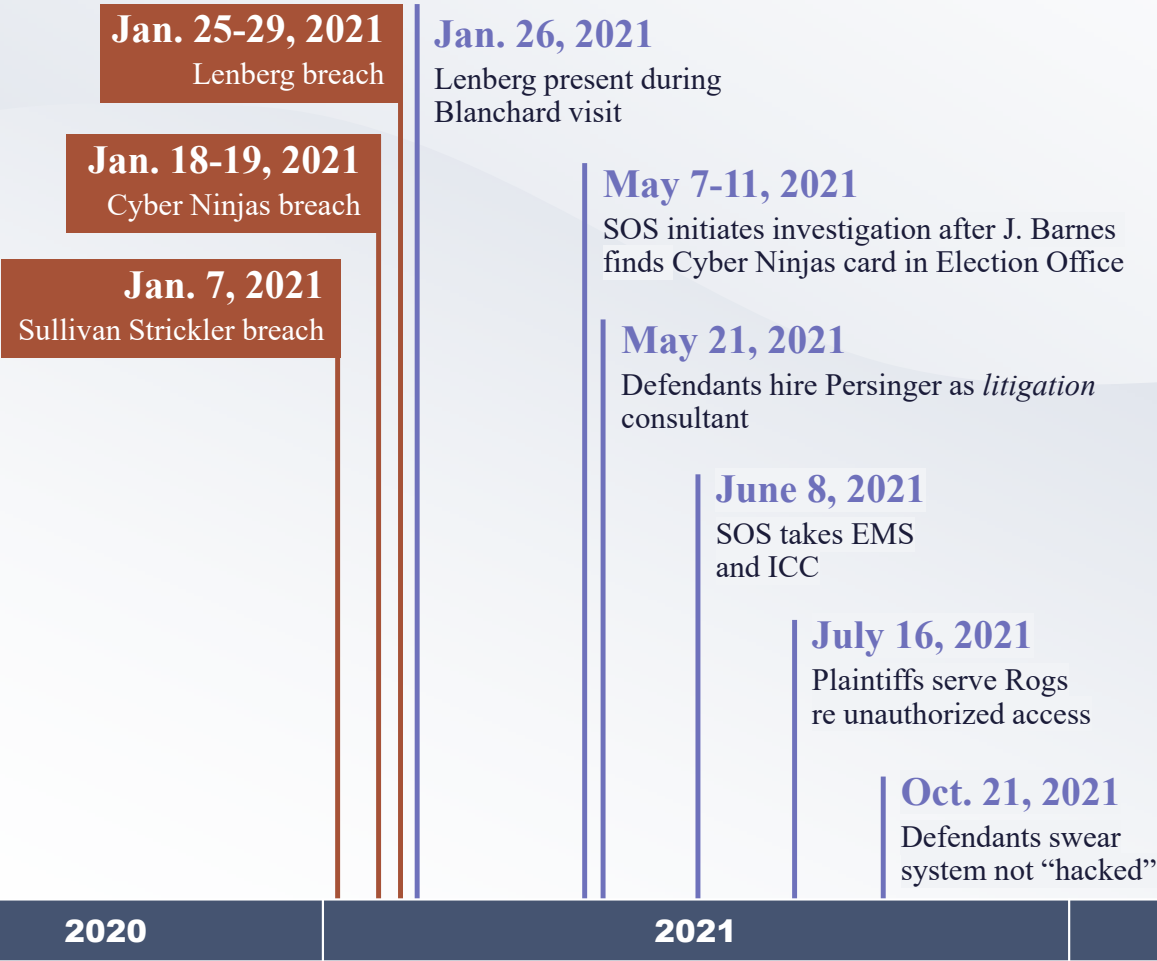 Jan. 25-29, 2021
Lenberg breach
Jan. 26, 2021
Lenberg present during
Blanchard visit
Jan. 18-19, 2021
Cyber Ninjas breach
May 7-11, 2021
SOS initiates investigation after J. Barnes
finds Cyber Ninjas card in Election Office
Jan. 7, 2021
Sullivan Strickler breach
May 21, 2021
Defendants hire Persinger as litigation
consultant
June 8, 2021
SOS takes EMS
and ICC
July 16, 2021
Plaintiffs serve Rogs
re unauthorized access
Oct. 21, 2021
Defendants swear
system not “hacked”
2020
2021